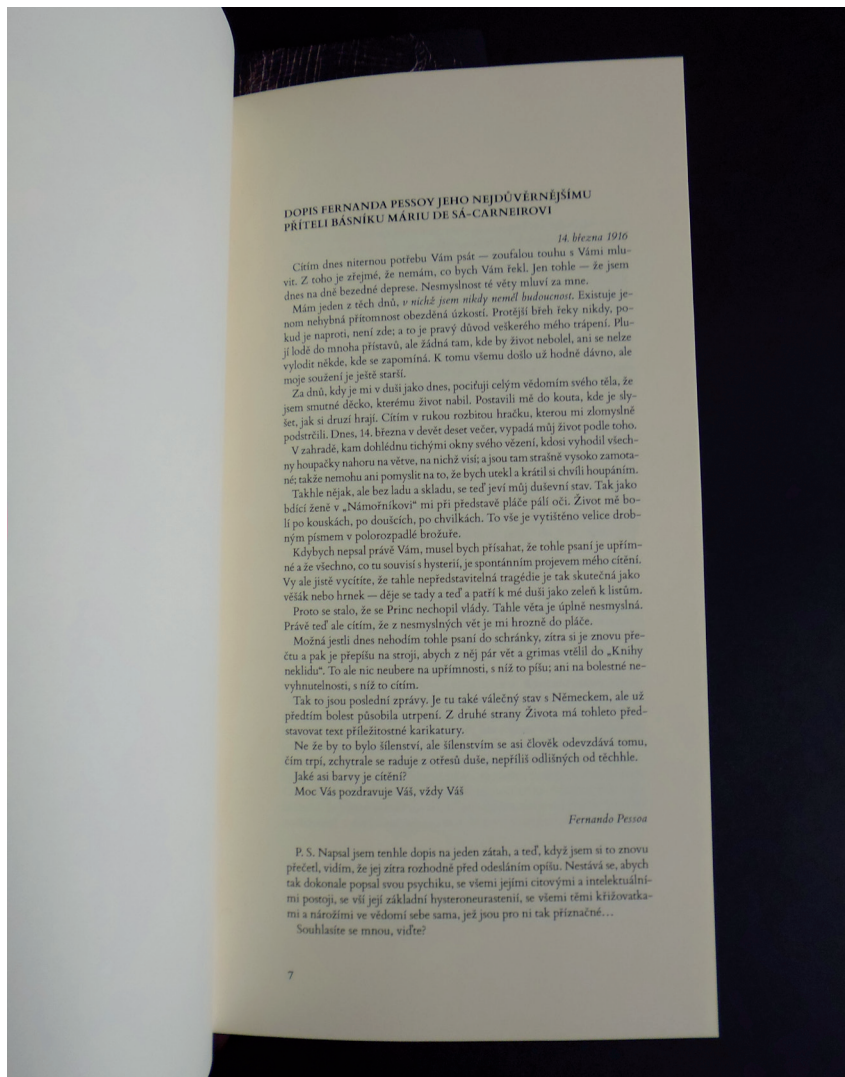 DOPIS FERNANDA PESSOY JEHO NEJDŮVĚRNĚJŠÍMU
PŘÍTELI BÁSNÍKU MÁRIU DE SÁ-CARNEIROVI
14. března 1916
Cítím dnes niternou potřebu Vám psát — zoufalou touhu s Vámi mlu-
vit. Z toho je zřejmé, že nemám, co bych Vám řekl. Jen tohle — že jsem
dnes na dně bezedné deprese. Nesmyslnost té věty mluví za mne.
Mám jeden z těch dnů, v nichž jsem nikdy neměl budoucnost. Existuje je-
nom nehybná přítomnost obezděná úzkostí. Protější břeh řeky nikdy, po-
kud je naproti, není zde; a to je pravý důvod veškerého mého trápení. Plu-
jí lodě do mnoha přístavů, ale žádná tam, kde by život nebolel, ani se nelze
vylodit někde, kde se zapomíná. K tomu všemu došlo už hodně dávno, ale
moje soužení je ještě starší.
Za dnů, kdy je mi v duši jako dnes, pociťuji celým vědomím svého těla, že
jsem smutné děcko, kterému život nabil. Postavili mě do kouta, kde je sly-
šet, jak si druzí hrají. Cítím v rukou rozbitou hračku, kterou mi zlomyslně
podstrčili. Dnes, 14. března v devět deset večer, vypadá můj život podle toho.
V zahradě, kam dohlédnu tichými okny svého vězení, kdosi vyhodil všech-
ny houpačky nahoru na větve, na nichž visí; a jsou tam strašně vysoko zamota-
né; takže nemohu ani pomyslit na to, že bych utekl a krátil si chvíli houpáním.
Takhle nějak, ale bez ladu a skladu, se teď jeví můj duševní stav. Tak jako
bdící ženě v „Námořníkovi“ mi při představě pláče pálí oči. Život mě bo-
lí po kouskách, po doušcích, po chvilkách. To vše je vytištěno velice drob-
ným písmem v polorozpadlé brožuře.
Kdybych nepsal právě Vám, musel bych přísahat, že tohle psaní je upřím-
né a že všechno, co tu souvisí s hysterií, je spontánním projevem mého cítění.
Vy ale jistě vycítíte, že tahle nepředstavitelná tragédie je tak skutečná jako
věšák nebo hrnek — děje se tady a teď a patří k mé duši jako zeleň k listům.
Proto se stalo, že se Princ nechopil vlády. Tahle věta je úplně nesmyslná.
Právě teď ale cítím, že z nesmyslných vět je mi hrozně do pláče.
Možná jestli dnes nehodím tohle psaní do schránky, zítra si je znovu pře-
čtu a pak je přepíšu na stroji, abych z něj pár vět a grimas vtělil do „Knihy
neklidu“. To ale nic neubere na upřímnosti, s níž to píšu; ani na bolestné ne-
vyhnutelnosti, s níž to cítím.
Tak to jsou poslední zprávy. Je tu také válečný stav s Německem, ale už
předtím bolest působila utrpení. Z druhé strany Života má tohleto před-
stavovat text příležitostné karikatury.
Ne že by to bylo šílenství, ale šílenstvím se asi člověk odevzdává tomu,
čím trpí, zchytrale se raduje z otřesů duše, nepříliš odlišných od těchhle.
Jaké asi barvy je cítění?
Moc Vás pozdravuje Váš, vždy Váš
Fernando Pessoa
P. S. Napsal jsem tenhle dopis na jeden zátah, a teď, když jsem si to znovu
přečetl, vidím, že jej zítra rozhodně před odesláním opíšu. Nestává se, abych
tak dokonale popsal svou psychiku, se všemi jejími citovými a intelektuální-
mi postoji, se vší její základní hysteroneurastenií, se všemi těmi křižovatka-
mi a nárožími ve vědomí sebe sama, jež jsou pro ni tak příznačné…
Souhlasíte se mnou, viďte?
7